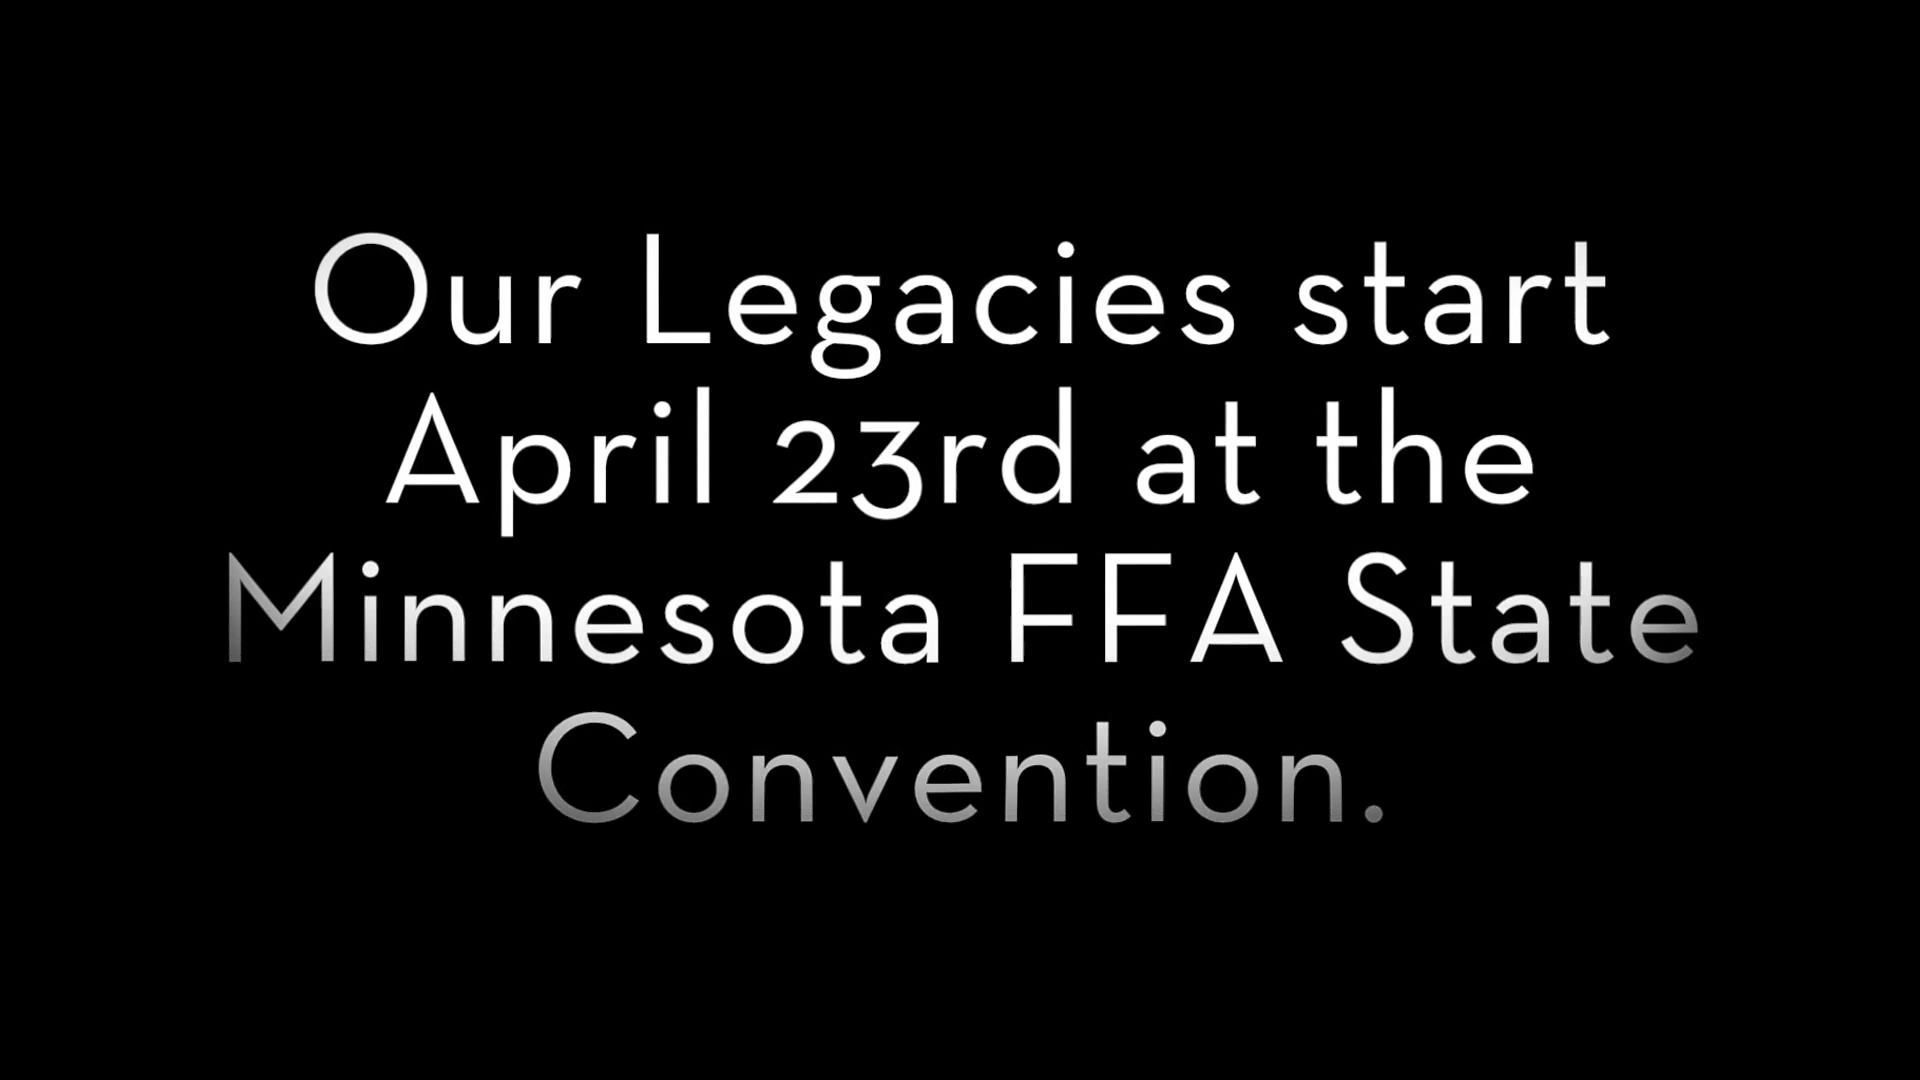 Our Legacies start
April 23rd at the
Minnesota FFA State
Convention.